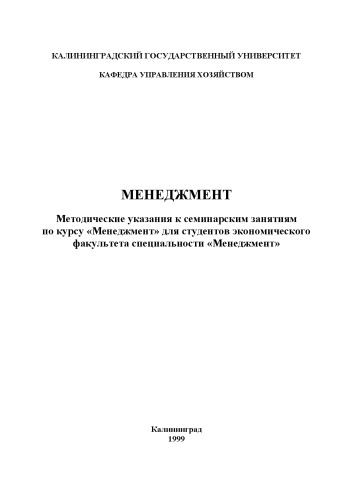 КАЛИНИНГРАДСКИЙ ГОСУДАРСТВЕННЫЙ УНИВЕРСИТЕТ
КАФЕДРА УПРАВЛЕНИЯ ХОЗЯЙСТВОМ
МЕНЕДЖМЕНТ
Методические указания к семинарским занятиям
по курсу «Менеджмент» для студентов экономического
факультета специальности «Менеджмент»
Калининград
1999